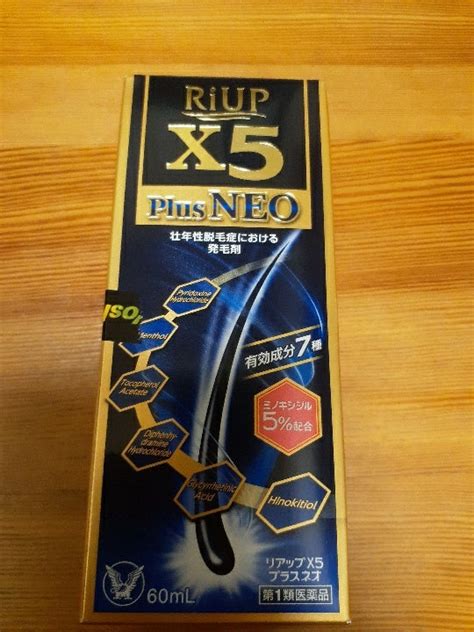 RiUP
X5
Plus NEO
壮年性脱毛症における
発毛剤
Pyridoxine
Hydrochloride
Menthol
Tocopherol
Acetate
Diphenhy-
dramine
Hydrochloride
Glycyrrhetinic
Acid
Hinokitiol
有効成分7種
ミノキシジル
5%配合
リアップX5
プラスネオ
60mL
第1類医薬品